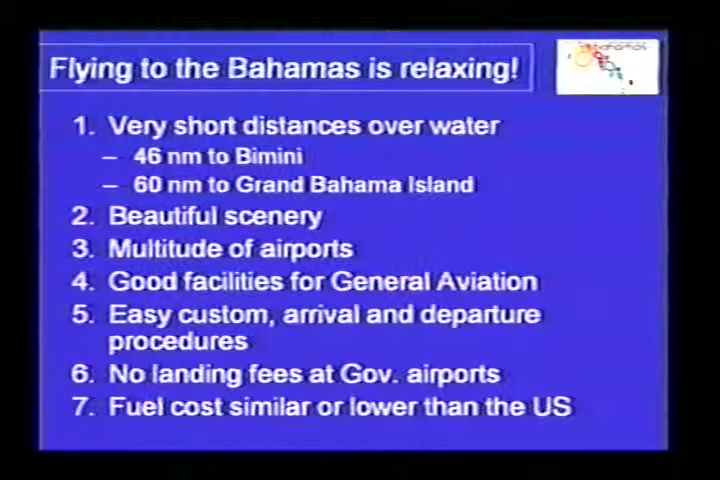 Flying to the Bahamas is relaxing!
bahamas
1. Very short distances over water
– 46 nm to Bimini
– 60 nm to Grand Bahama Island
2. Beautiful scenery
3. Multitude of airports
4. Good facilities for General Aviation
5. Easy custom, arrival and departure
procedures
6. No landing fees at Gov. airports
7. Fuel cost similar or lower than the US